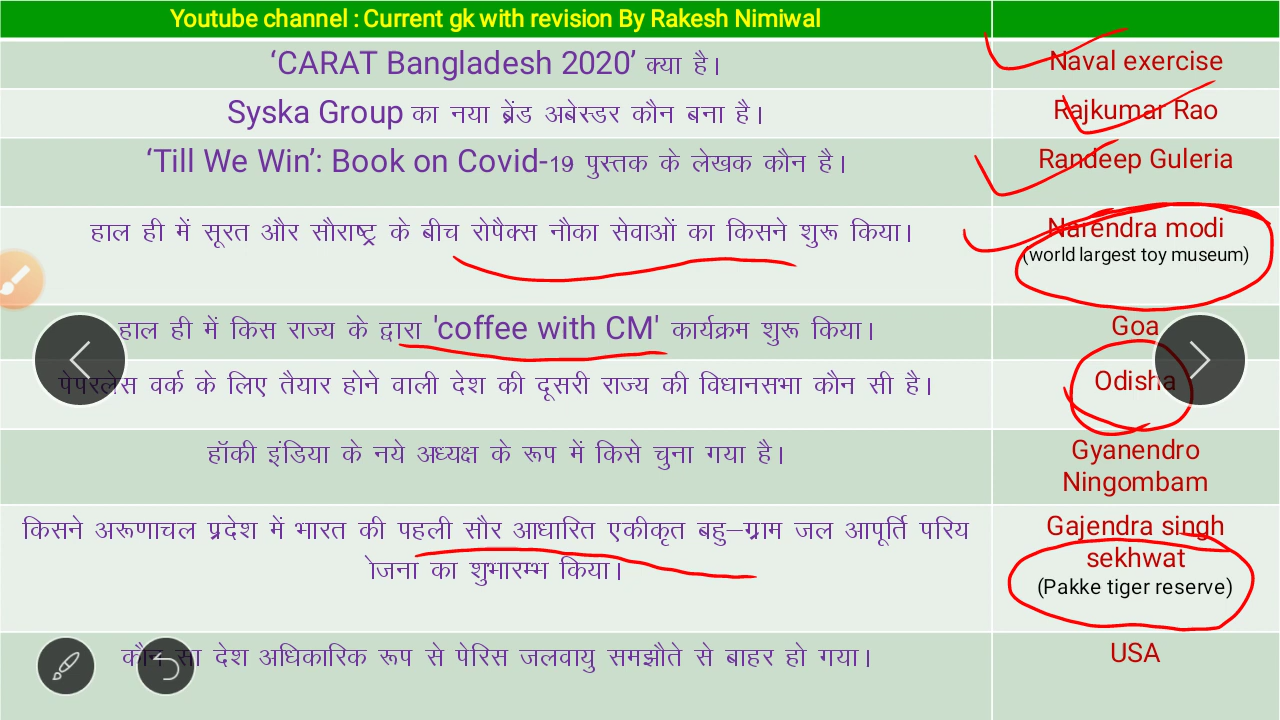 Youtube channel : Current gk with revision By Rakesh Nimiwal
‘CARAT Bangladesh 2020’ क्या है।
Naval exercise
Syska Group का नया ब्रेंड अबेस्डर कौन बना है।
Rajkumar Rao
‘Till We Win’: Book on Covid-19 पुस्तक के लेखक कौन है।
Randeep Guleria
हाल ही में सूरत और सौराष्ट्र के बीच रोपैक्स नौका सेवाओं का किसने शुरू किया।
Narendra modi
(world largest toy museum)
हाल ही में किस राज्य के द्वारा 'coffee with CM' कार्यक्रम शुरू किया।
Goa
पेपरलेस वर्क के लिए तैयार होने वाली देश की दूसरी राज्य की विधानसभा कौन सी है।
Odisha
हॉकी इंडिया के नये अध्यक्ष के रूप में किसे चुना गया है।
Gyanendro
Ningombam
किसने अरूणाचल प्रदेश में भारत की पहली सौर आधारित एकीकृत बहु–ग्राम जल आपूर्ति परिय
ोजना का शुभारम्भ किया।
Gajendra singh
sekhwat
(Pakke tiger reserve)
कौन सा देश अधिकारिक रूप से पेरिस जलवायु समझौते से बाहर हो गया।
USA